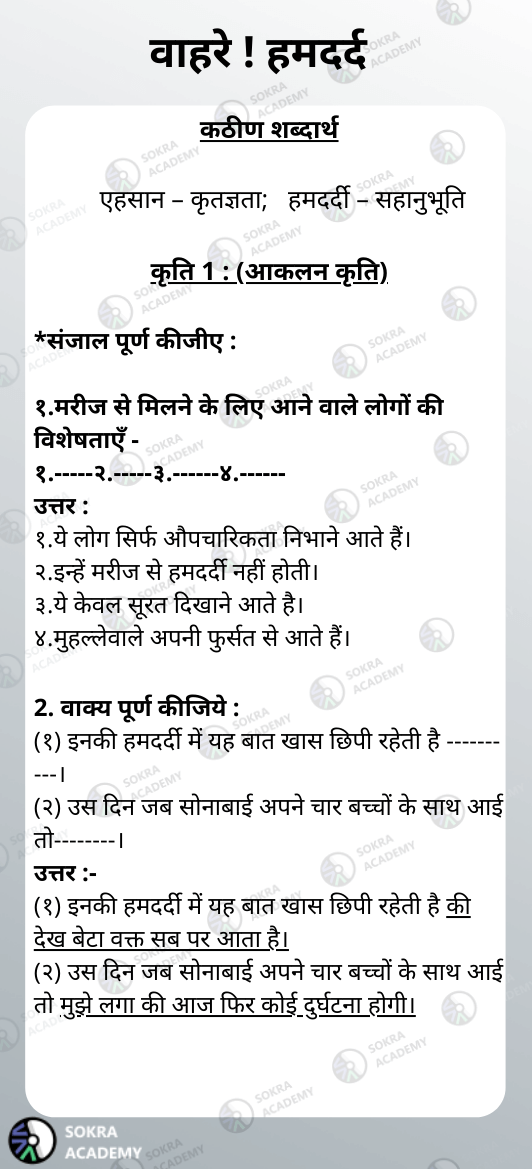 वाहरे ! हमदर्द
कठीण शब्दार्थ
एहसान – कृतज्ञता; हमदर्दी – सहानुभूति
कृति 1 : (आकलन कृति)
*संजाल पूर्ण कीजीए :
१.मरीज से मिलने के लिए आने वाले लोगों की
विशेषताएँ -
१.-----२.-----३.------४.------
उत्तर :
१.ये लोग सिर्फ औपचारिकता निभाने आते हैं।
२.इन्हें मरीज से हमदर्दी नहीं होती।
३.ये केवल सूरत दिखाने आते है।
४.मुहल्लेवाले अपनी फुर्सत से आते हैं।
2. वाक्य पूर्ण कीजिये :
(१) इनकी हमदर्दी में यह बात खास छिपी रहेती है -------
---।
(२) उस दिन जब सोनाबाई अपने चार बच्चों के साथ आई
तो--------।
उत्तर :-
(१) इनकी हमदर्दी में यह बात खास छिपी रहेती है की
देख बेटा वक्त सब पर आता है।
(२) उस दिन जब सोनाबाई अपने चार बच्चों के साथ आई
तो मुझे लगा की आज फिर कोई दुर्घटना होगी।
SOKRA
ACADEMY